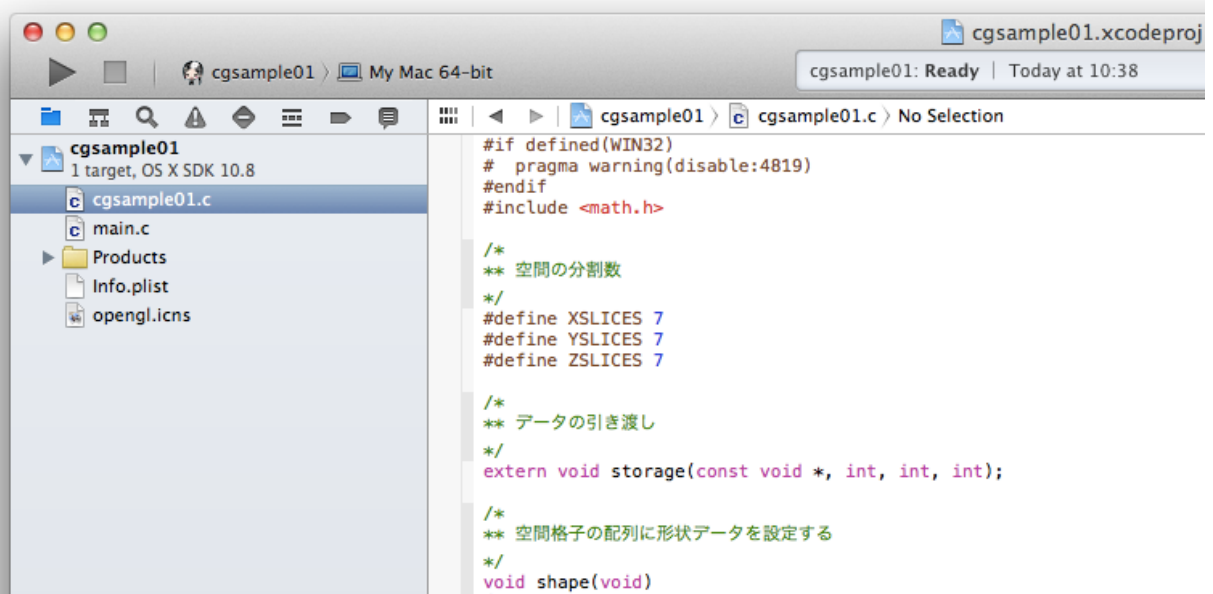 cgsample01.xcodeproj
cgsample01 〉 My Mac 64-bit
cgsample01: Ready | Today at 10:38
cgsample01 〉 cgsample01.c 〉 No Selection
cgsample01
1 target, OS X SDK 10.8
cgsample01.c
main.c
Products
Info.plist
opengl.icns
#if defined(WIN32)
#  pragma warning(disable:4819)
#endif
#include <math.h>
/*
** 空間の分割数
*/
#define XSLICES 7
#define YSLICES 7
#define ZSLICES 7
/*
** データの引き渡し
*/
extern void storage(const void *, int, int, int);
/*
** 空間格子の配列に形状データを設定する
*/
void shape(void)